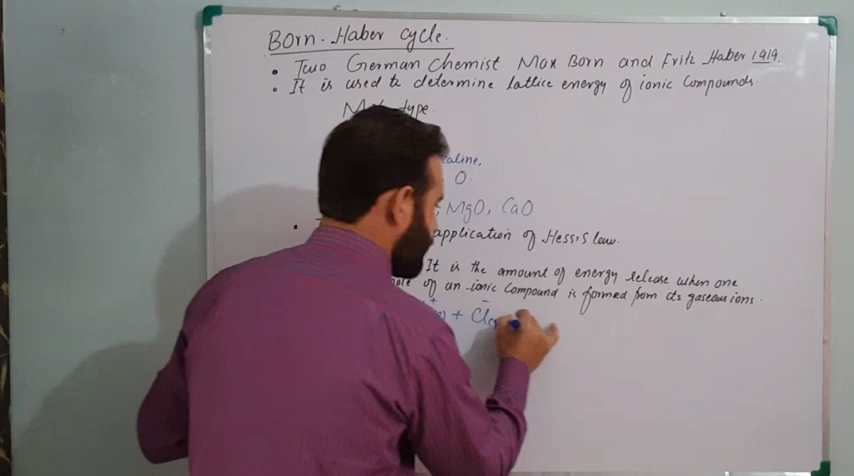 Born-Haber Cycle.
• Two German Chemist Max Born and Fritz Haber 1919.
• It is used to determine lattice energy of ionic Compounds.
type.
O.
, MgO, CaO
• application of Hess's law.
It is the amount of energy release when one
of an ionic Compound is formed from its gaseous ions.
+ Cl⁻